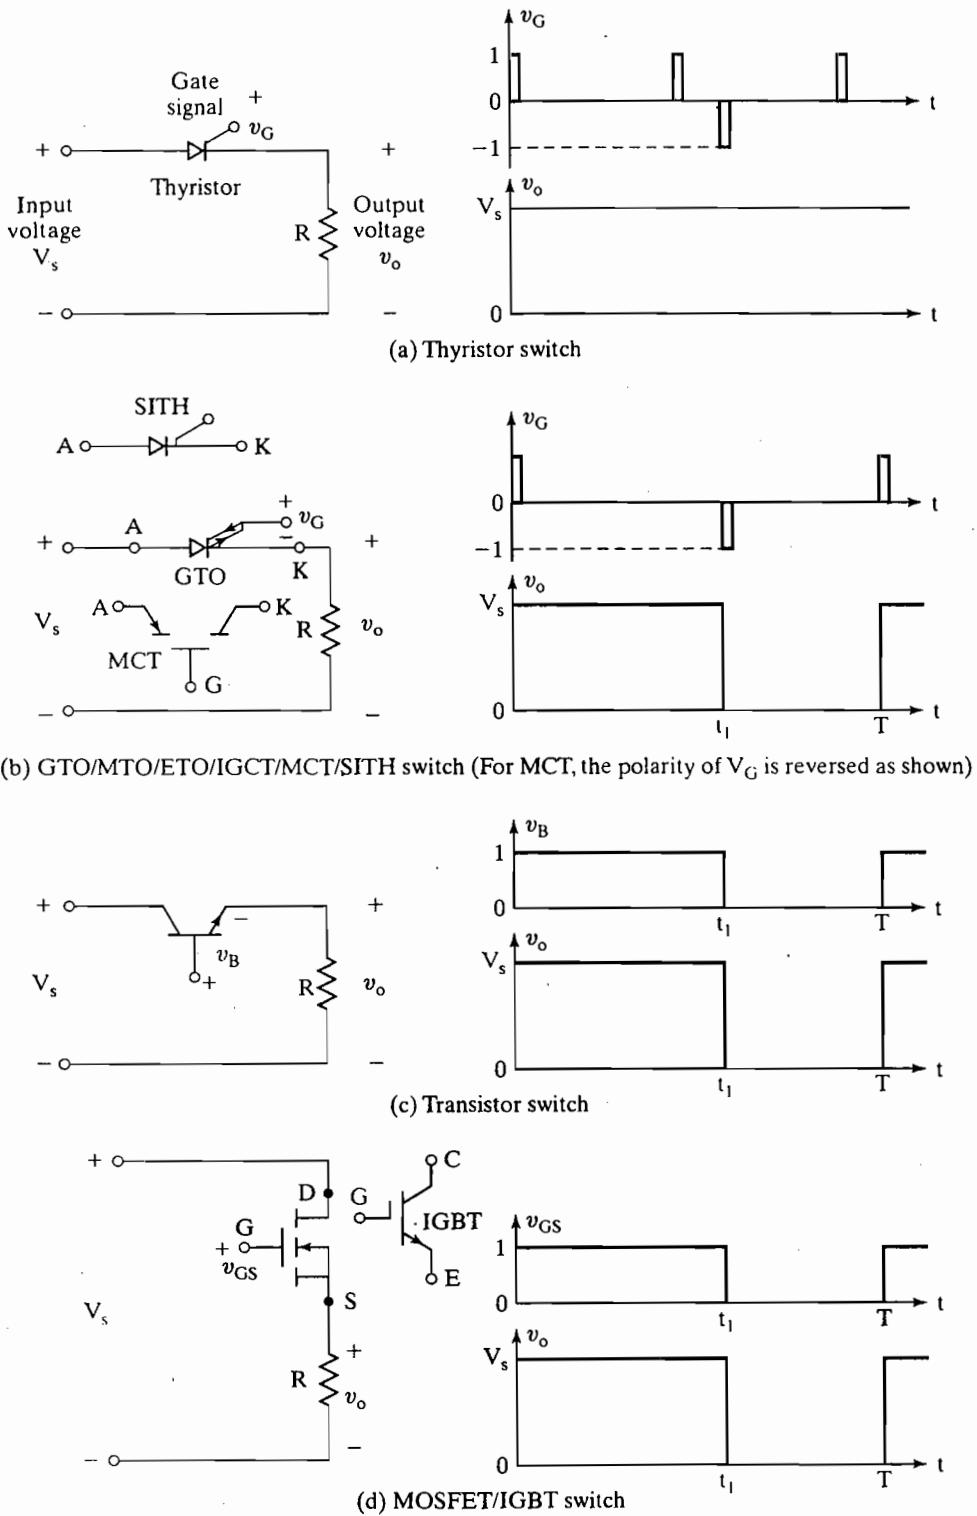 v_G
1
0
t
−1
Gate
signal
+
v_G
+
+
Thyristor
Input
voltage
V_s
R
Output
voltage
v_o
−
−
v_o
V_s
0
t
(a) Thyristor switch
SITH
A
K
v_G
0
t
−1
+
v_G
−
A
+
+
GTO
K
V_s
A
K
R
v_o
MCT
G
−
−
v_o
V_s
0
t_1
T
t
(b) GTO/MTO/ETO/IGCT/MCT/SITH switch (For MCT, the polarity of V_G is reversed as shown)
v_B
1
0
t_1
T
t
+
−
+
v_B
+
V_s
R
v_o
−
−
v_o
V_s
0
t_1
T
t
(c) Transistor switch
+
D
G
C
IGBT
E
G
+
v_GS
S
V_s
+
R
v_o
−
−
v_GS
1
0
t_1
T
t
v_o
V_s
0
t_1
T
t
(d) MOSFET/IGBT switch